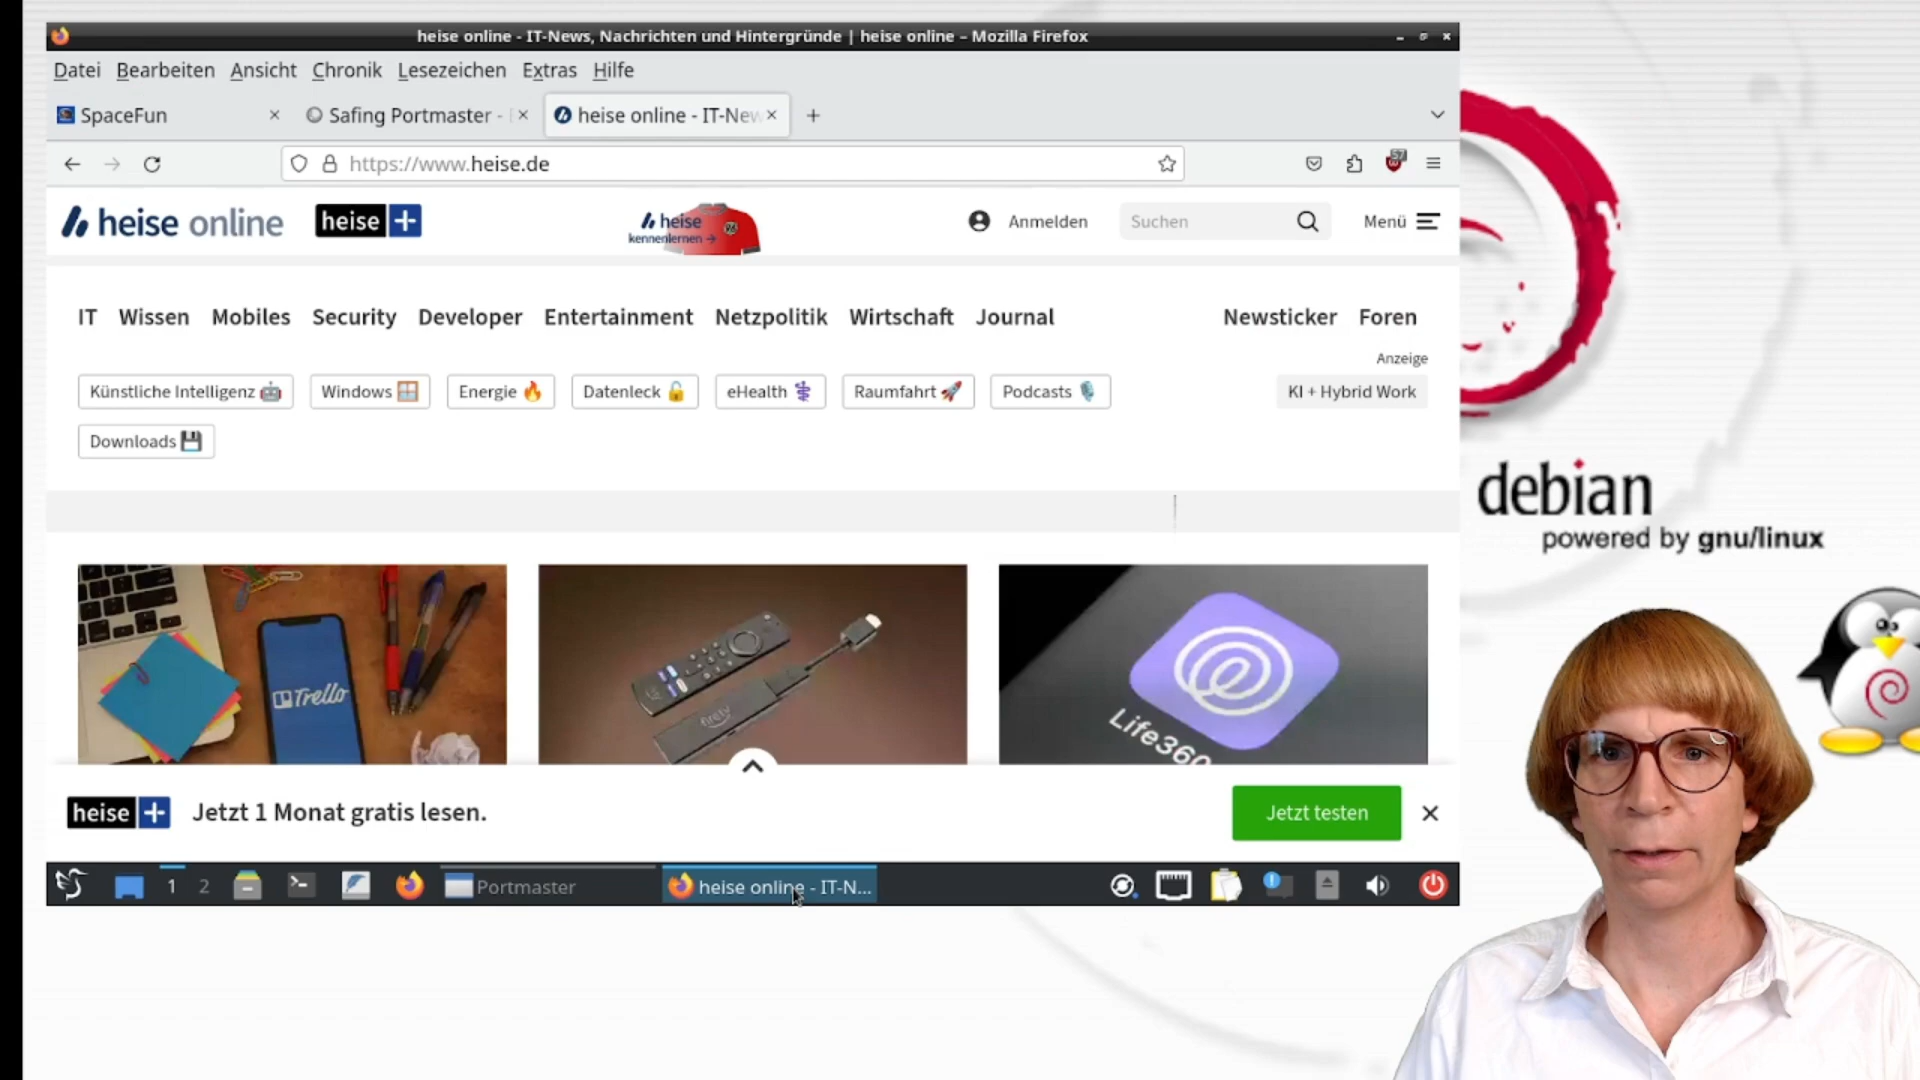 heise online - IT-News, Nachrichten und Hintergründe | heise online – Mozilla Firefox
Datei Bearbeiten Ansicht Chronik Lesezeichen Extras Hilfe
SpaceFun
Safing Portmaster -
heise online - IT-New
https://www.heise.de
57
heise online
heise +
heise
kennenlernen →
Anmelden
Suchen
Menü
IT Wissen Mobiles Security Developer Entertainment Netzpolitik Wirtschaft Journal
Newsticker Foren
Anzeige
Künstliche Intelligenz
Windows
Energie
Datenleck
eHealth
Raumfahrt
Podcasts
KI + Hybrid Work
Downloads
Trello
firetv
Life360
heise +
Jetzt 1 Monat gratis lesen.
Jetzt testen
1 2
Portmaster
heise online - IT-N...
debian
powered by gnu/linux